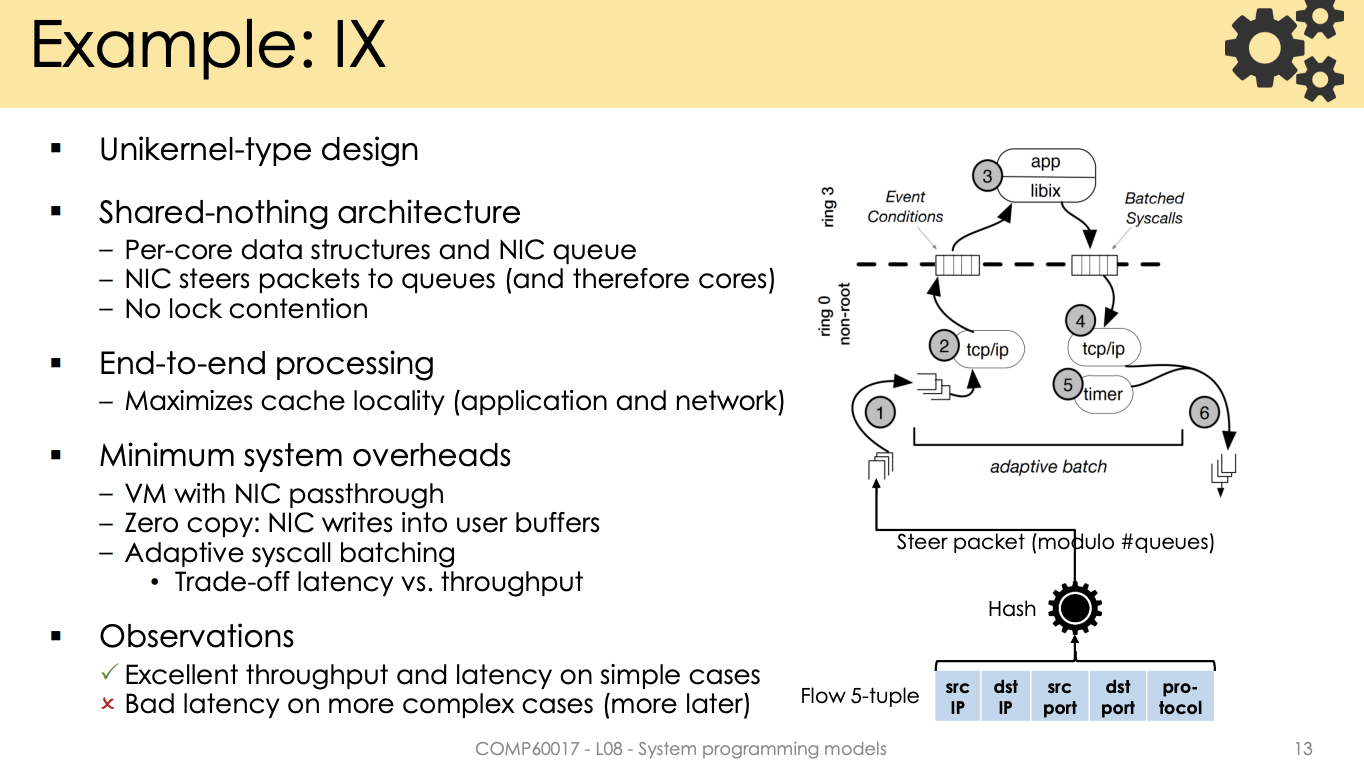 Example: IX
▪ Unikernel-type design
▪ Shared-nothing architecture
– Per-core data structures and NIC queue
– NIC steers packets to queues (and therefore cores)
– No lock contention
▪ End-to-end processing
– Maximizes cache locality (application and network)
▪ Minimum system overheads
– VM with NIC passthrough
– Zero copy: NIC writes into user buffers
– Adaptive syscall batching
• Trade-off latency vs. throughput
▪ Observations
✓ Excellent throughput and latency on simple cases
× Bad latency on more complex cases (more later)
ring 3
Event
Conditions
3
app
libix
Batched
Syscalls
ring 0
non-root
2
tcp/ip
4
tcp/ip
5
timer
1
6
adaptive batch
Steer packet (modulo #queues)
Hash
Flow 5-tuple
src
IP
dst
IP
src
port
dst
port
pro-
tocol
COMP60017 - L08 - System programming models
13